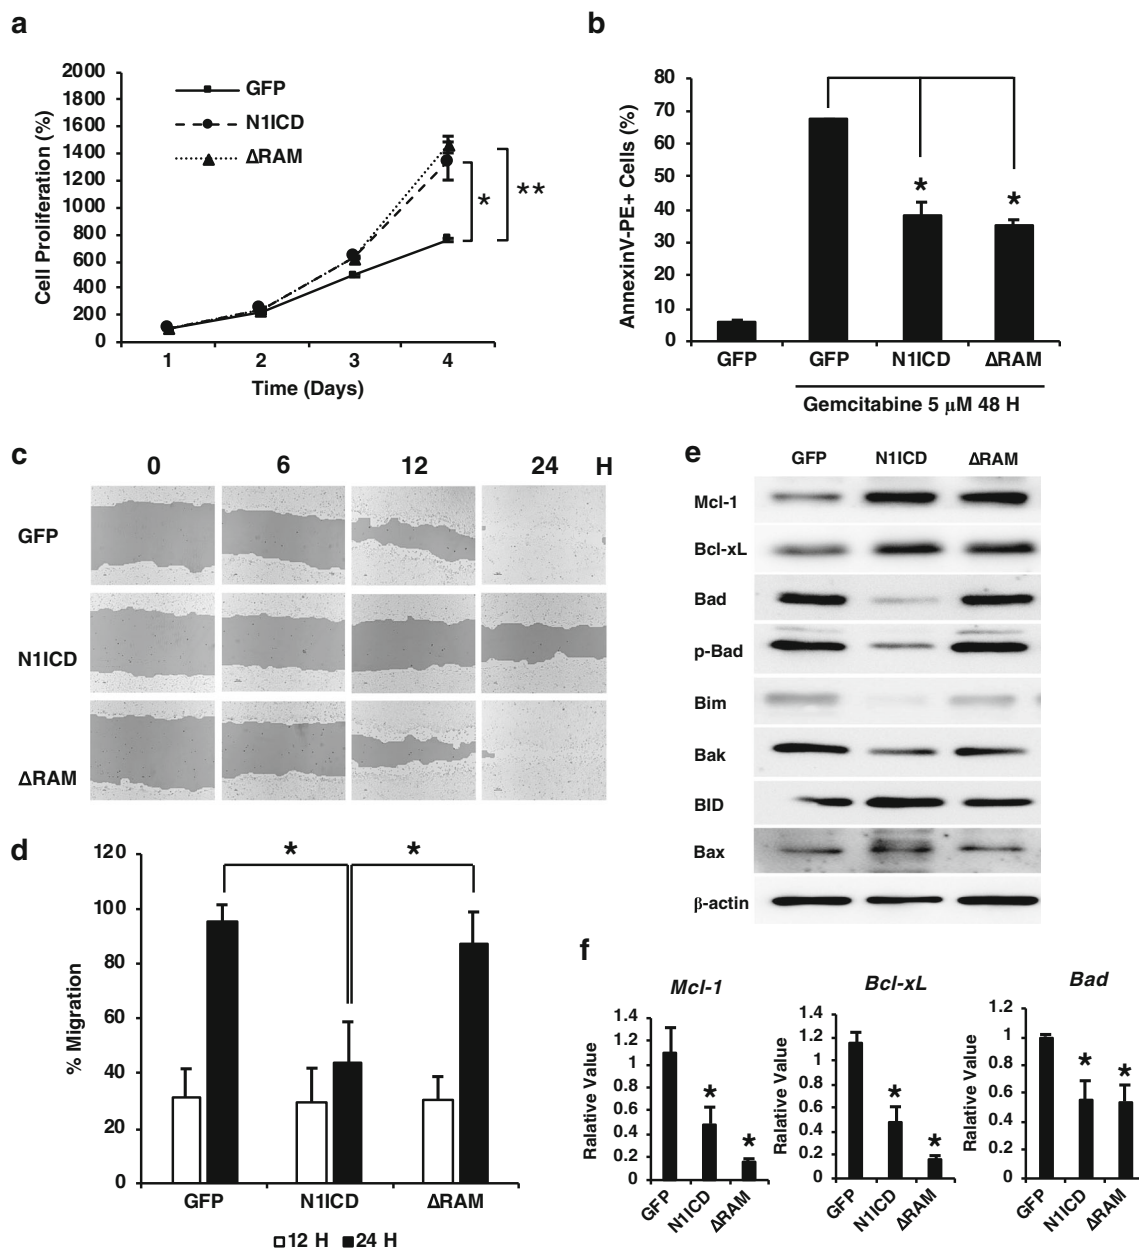 a
2000
1800
1600
1400
1200
1000
800
600
400
200
0
Cell Proliferation (%)
GFP
N1ICD
ΔRAM
*
**
1 2 3 4
Time (Days)
b
80
70
60
50
40
30
20
10
0
AnnexinV-PE+ Cells (%)
*
*
GFP GFP N1ICD ΔRAM
Gemcitabine 5 μM 48 H
c
0 6 12 24 H
GFP
N1ICD
ΔRAM
d
120
100
80
60
40
20
0
% Migration
* *
GFP N1ICD ΔRAM
12 H 24 H
e
GFP N1ICD ΔRAM
Mcl-1
Bcl-xL
Bad
p-Bad
Bim
Bak
BID
Bax
β-actin
f
Mcl-1
1.4
1.2
1
0.8
0.6
0.4
0.2
0
Ralative Value
*
*
GFP N1ICD ΔRAM
Bcl-xL
1.4
1.2
1
0.8
0.6
0.4
0.2
0
Ralative Value
*
*
GFP N1ICD ΔRAM
Bad
1.2
1
0.8
0.6
0.4
0.2
0
Ralative Value
*
*
GFP N1ICD ΔRAM